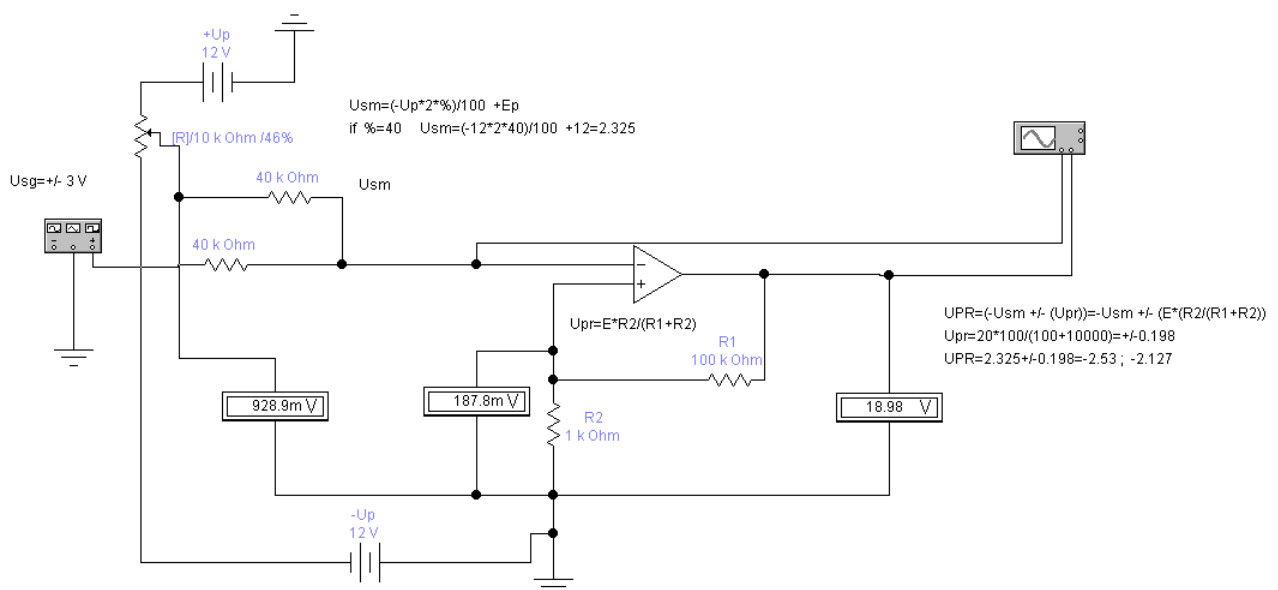 +Up
12 V
Usm=(-Up*2*%)/100 +Ep
if %=40 Usm=(-12*2*40)/100 +12=2.325
[R]/10 k Ohm /46%
Usg=+/- 3 V
40 k Ohm
Usm
40 k Ohm
Upr=E*R2/(R1+R2)
UPR=(-Usm +/- (Upr))=-Usm +/- (E*(R2/(R1+R2))
Upr=20*100/(100+10000)=+/-0.198
UPR=2.325+/-0.198=-2.53 ; -2.127
R1
100 k Ohm
928.9m V
187.8m V
18.98 V
R2
1 k Ohm
-Up
12 V